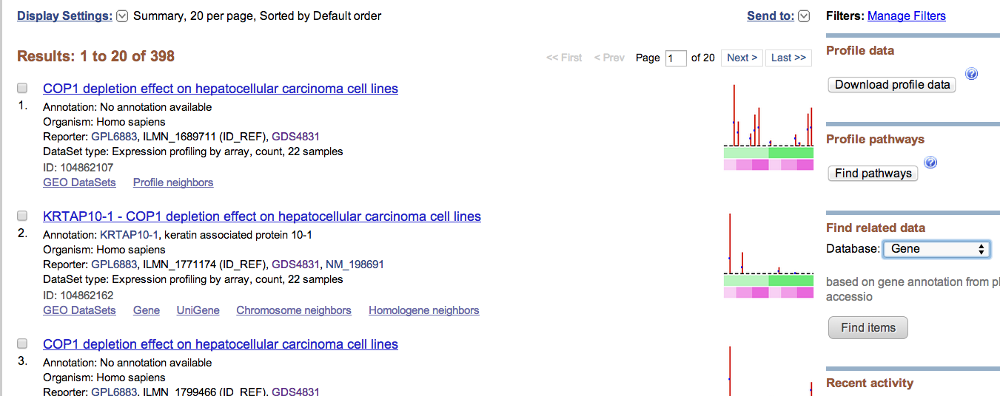 Display Settings: Summary, 20 per page, Sorted by Default order
Send to:
Filters: Manage Filters
Results: 1 to 20 of 398
<< First < Prev Page 1 of 20 Next > Last >>
1.
COP1 depletion effect on hepatocellular carcinoma cell lines
Annotation: No annotation available
Organism: Homo sapiens
Reporter: GPL6883, ILMN_1689711 (ID_REF), GDS4831
DataSet type: Expression profiling by array, count, 22 samples
ID: 104862107
GEO DataSets Profile neighbors
2.
KRTAP10-1 - COP1 depletion effect on hepatocellular carcinoma cell lines
Annotation: KRTAP10-1, keratin associated protein 10-1
Organism: Homo sapiens
Reporter: GPL6883, ILMN_1771174 (ID_REF), GDS4831, NM_198691
DataSet type: Expression profiling by array, count, 22 samples
ID: 104862162
GEO DataSets Gene UniGene Chromosome neighbors Homologene neighbors
3.
COP1 depletion effect on hepatocellular carcinoma cell lines
Annotation: No annotation available
Organism: Homo sapiens
Reporter: GPL6883, ILMN_1799466 (ID_REF), GDS4831
Profile data
Download profile data ?
Profile pathways
Find pathways ?
Find related data
Database: Gene
based on gene annotation from pl
accessio
Find items
Recent activity